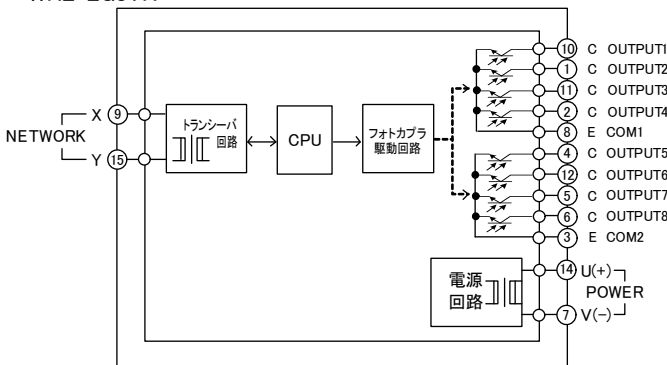 ⑩ C OUTPUT1
① C OUTPUT2
⑪ C OUTPUT3
② C OUTPUT4
⑧ E COM1
④ C OUTPUT5
⑫ C OUTPUT6
⑤ C OUTPUT7
⑥ C OUTPUT8
③ E COM2
NETWORK
X ⑨
Y ⑮
トランシーバ
回路
CPU
フォトカプラ
駆動回路
電源
回路
⑭ U(+)
POWER
⑦ V(−)